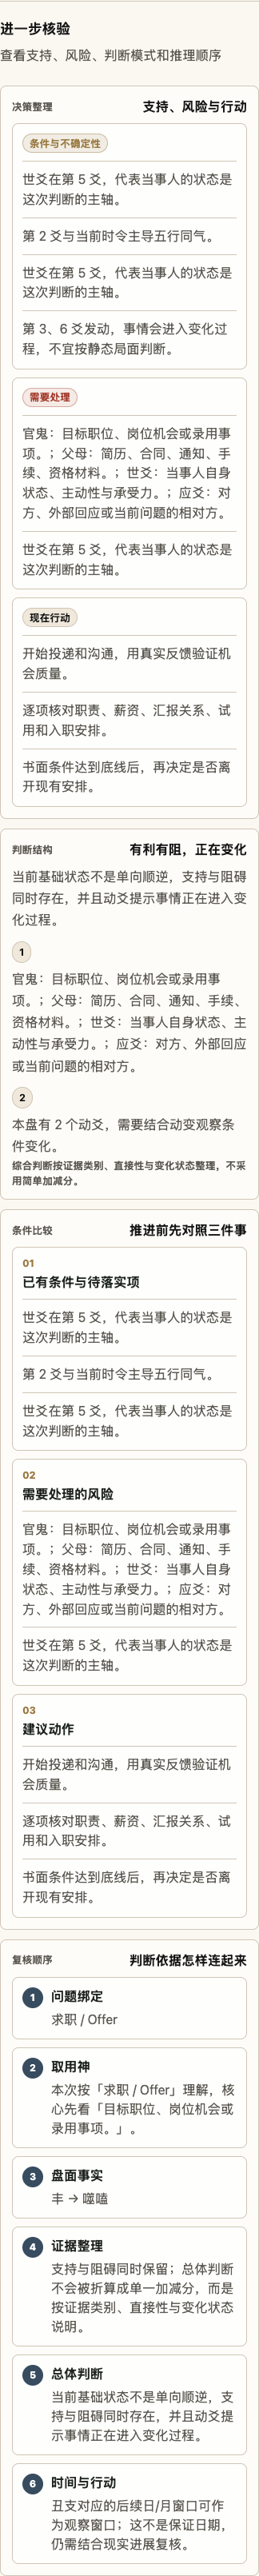 进一步核验
查看支持、风险、判断模式和推理顺序
决策整理
支持、风险与行动
条件与不确定性
世爻在第 5 爻，代表当事人的状态是
这次判断的主轴。
第 2 爻与当前时令主导五行同气。
世爻在第 5 爻，代表当事人的状态是
这次判断的主轴。
第 3、6 爻发动，事情会进入变化过
程，不宜按静态局面判断。
需要处理
官鬼：目标职位、岗位机会或录用事
项。；父母：简历、合同、通知、手
续、资格材料。；世爻：当事人自身
状态、主动性与承受力。；应爻：对
方、外部回应或当前问题的相对方。
世爻在第 5 爻，代表当事人的状态是
这次判断的主轴。
现在行动
开始投递和沟通，用真实反馈验证机
会质量。
逐项核对职责、薪资、汇报关系、试
用和入职安排。
书面条件达到底线后，再决定是否离
开现有安排。
判断结构
有利有阻，正在变化
当前基础状态不是单向顺逆，支持与阻碍
同时存在，并且动爻提示事情正在进入变
化过程。
1
官鬼：目标职位、岗位机会或录用事
项。；父母：简历、合同、通知、手续、
资格材料。；世爻：当事人自身状态、主
动性与承受力。；应爻：对方、外部回应
或当前问题的相对方。
2
本盘有 2 个动爻，需要结合动变观察条
件变化。
综合判断按证据类别、直接性与变化状态整理，不采
用简单加减分。
条件比较
推进前先对照三件事
01
已有条件与待落实项
世爻在第 5 爻，代表当事人的状态是
这次判断的主轴。
第 2 爻与当前时令主导五行同气。
世爻在第 5 爻，代表当事人的状态是
这次判断的主轴。
02
需要处理的风险
官鬼：目标职位、岗位机会或录用事
项。；父母：简历、合同、通知、手
续、资格材料。；世爻：当事人自身
状态、主动性与承受力。；应爻：对
方、外部回应或当前问题的相对方。
世爻在第 5 爻，代表当事人的状态是
这次判断的主轴。
03
建议动作
开始投递和沟通，用真实反馈验证机
会质量。
逐项核对职责、薪资、汇报关系、试
用和入职安排。
书面条件达到底线后，再决定是否离
开现有安排。
复核顺序
判断依据怎样连起来
1
问题绑定
求职 / Offer
2
取用神
本次按「求职 / Offer」理解，核
心先看「目标职位、岗位机会或
录用事项。」。
3
盘面事实
丰 → 噬嗑
4
证据整理
支持与阻碍同时保留；总体判断
不会被折算成单一加减分，而是
按证据类别、直接性与变化状态
说明。
5
总体判断
当前基础状态不是单向顺逆，支
持与阻碍同时存在，并且动爻提
示事情正在进入变化过程。
6
时间与行动
丑支对应的后续日/月窗口可作
为观察窗口；这不是保证日期，
仍需结合现实进展复核。